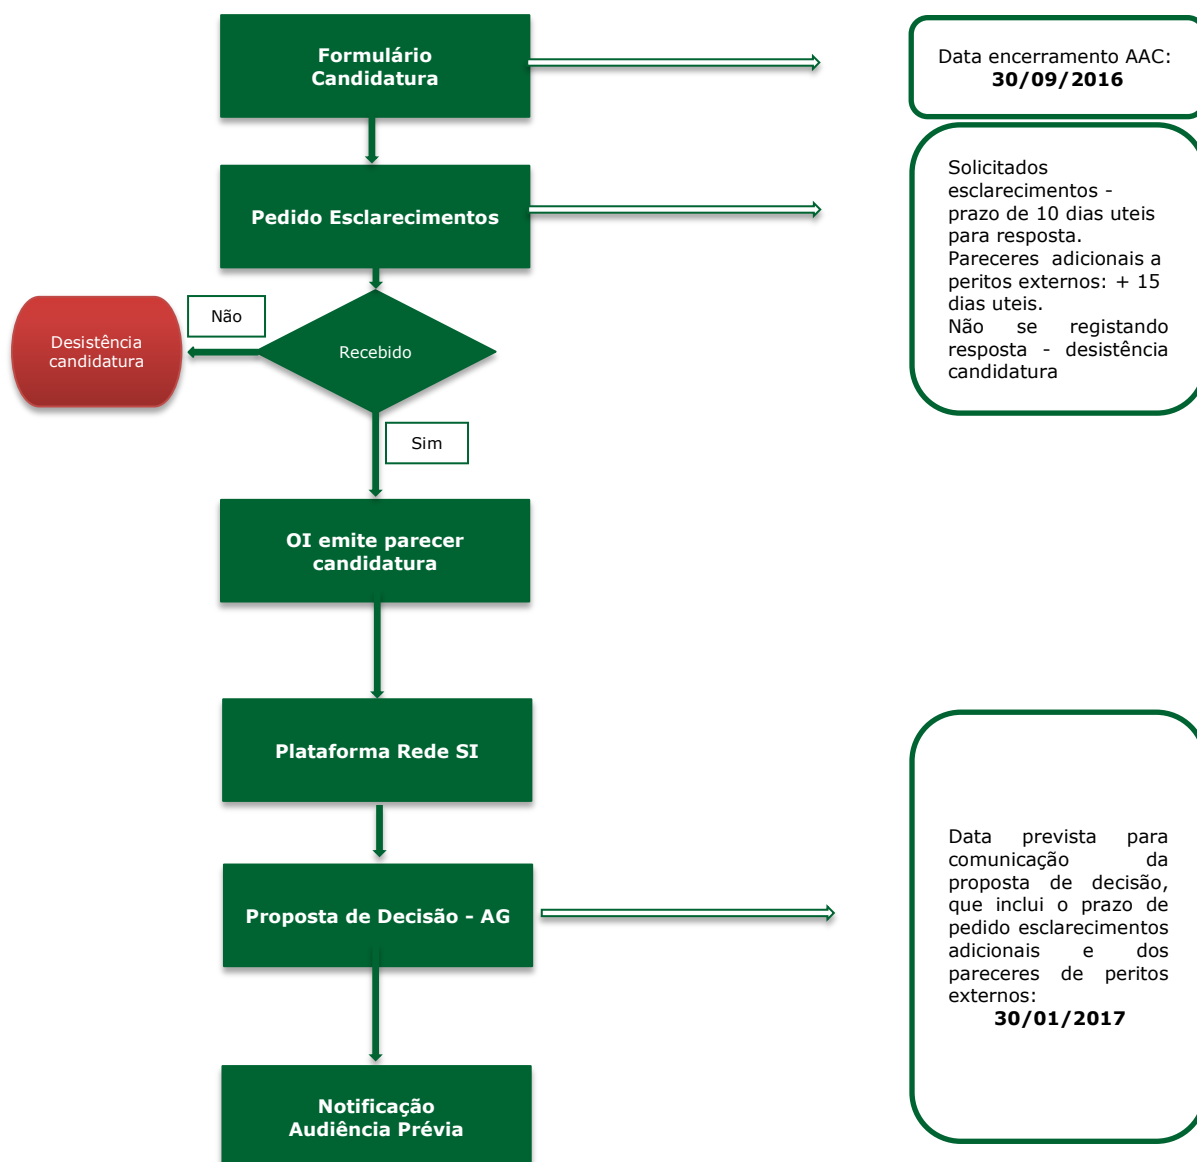 Formulário
Candidatura
Data encerramento AAC:
30/09/2016
Pedido Esclarecimentos
Solicitados
esclarecimentos -
prazo de 10 dias uteis
para resposta.
Pareceres adicionais a
peritos externos: + 15
dias uteis.
Não se registando
resposta - desistência
candidatura
Não
Desistência
candidatura
Recebido
Sim
OI emite parecer
candidatura
Plataforma Rede SI
Proposta de Decisão - AG
Data prevista para
comunicação da
proposta de decisão,
que inclui o prazo de
pedido esclarecimentos
adicionais e dos
pareceres de peritos
externos:
30/01/2017
Notificação
Audiência Prévia